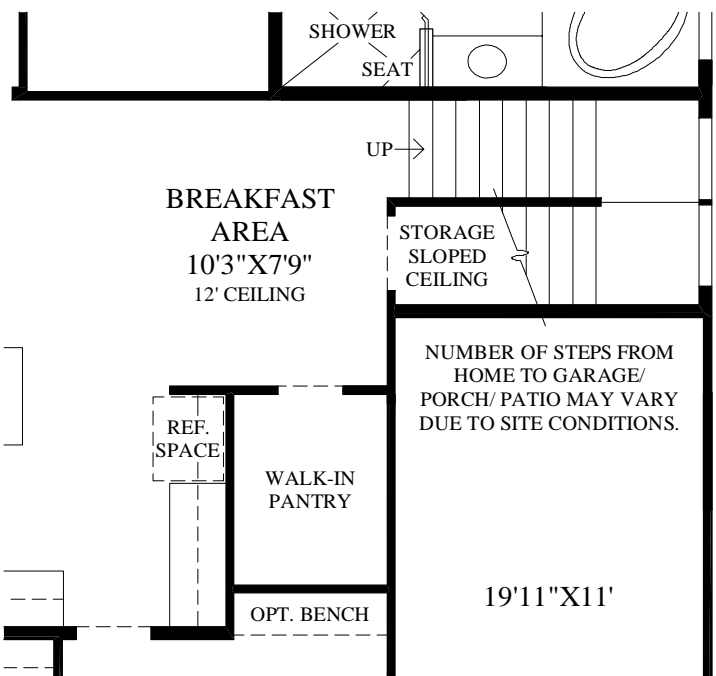 SHOWER
SEAT
UP
BREAKFAST
AREA
10'3"X7'9"
12' CEILING
STORAGE
SLOPED
CEILING
NUMBER OF STEPS FROM
HOME TO GARAGE/
PORCH/ PATIO MAY VARY
DUE TO SITE CONDITIONS.
REF.
SPACE
WALK-IN
PANTRY
19'11"X11'
OPT. BENCH